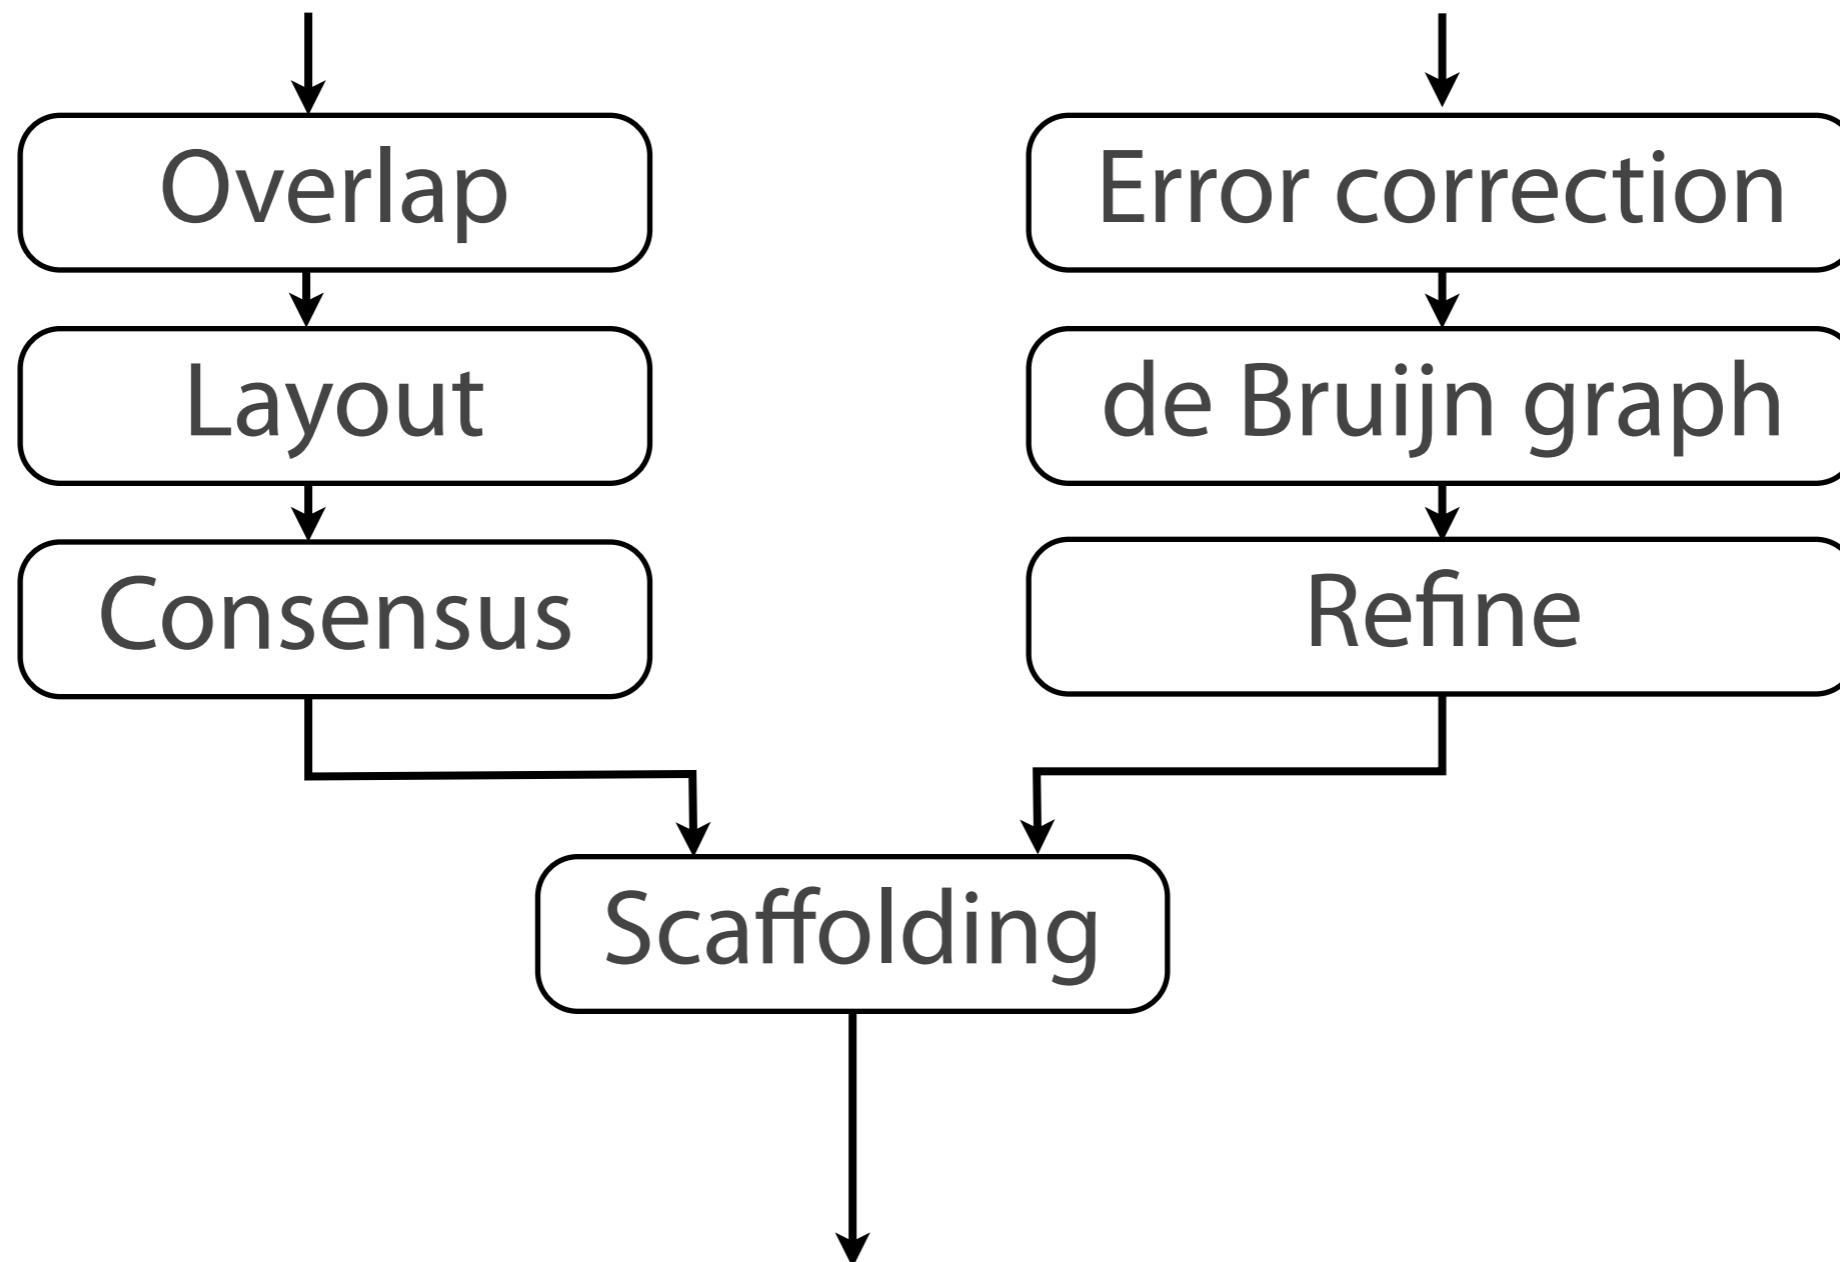 Overlap
Layout
Consensus
Error correction
de Bruijn graph
Refine
Scaffolding